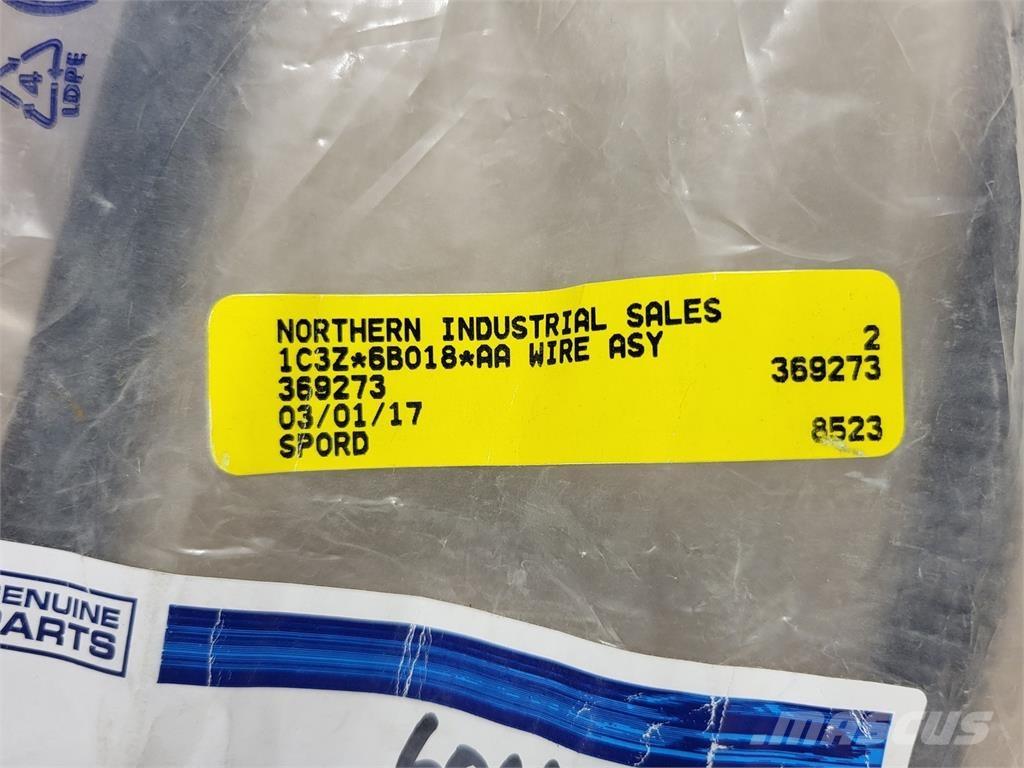 4
LDPE
NORTHERN INDUSTRIAL SALES
1C3Z*6B018*AA WIRE ASY 2
369273 369273
03/01/17
SPORD 8523
GENUINE
PARTS
MASCUS